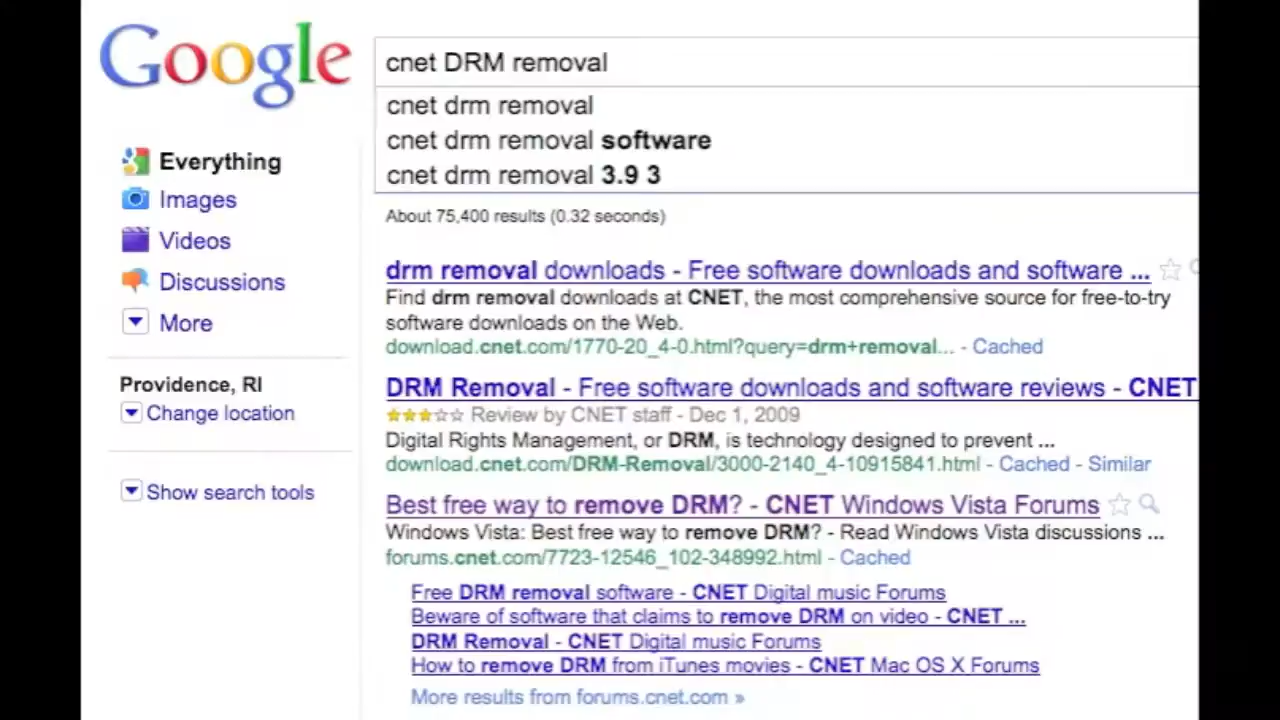 Google
cnet DRM removal
cnet drm removal
cnet drm removal software
cnet drm removal 3.9 3
Everything
Images
Videos
Discussions
More
Providence, RI
Change location
Show search tools
About 75,400 results (0.32 seconds)
drm removal downloads - Free software downloads and software ...
Find drm removal downloads at CNET, the most comprehensive source for free-to-try
software downloads on the Web.
download.cnet.com/1770-20_4-0.html?query=drm+removal... - Cached
DRM Removal - Free software downloads and software reviews - CNET
Review by CNET staff - Dec 1, 2009
Digital Rights Management, or DRM, is technology designed to prevent ...
download.cnet.com/DRM-Removal/3000-2140_4-10915841.html - Cached - Similar
Best free way to remove DRM? - CNET Windows Vista Forums
Windows Vista: Best free way to remove DRM? - Read Windows Vista discussions ...
forums.cnet.com/7723-12546_102-348992.html - Cached
Free DRM removal software - CNET Digital music Forums
Beware of software that claims to remove DRM on video - CNET ...
DRM Removal - CNET Digital music Forums
How to remove DRM from iTunes movies - CNET Mac OS X Forums
More results from forums.cnet.com »